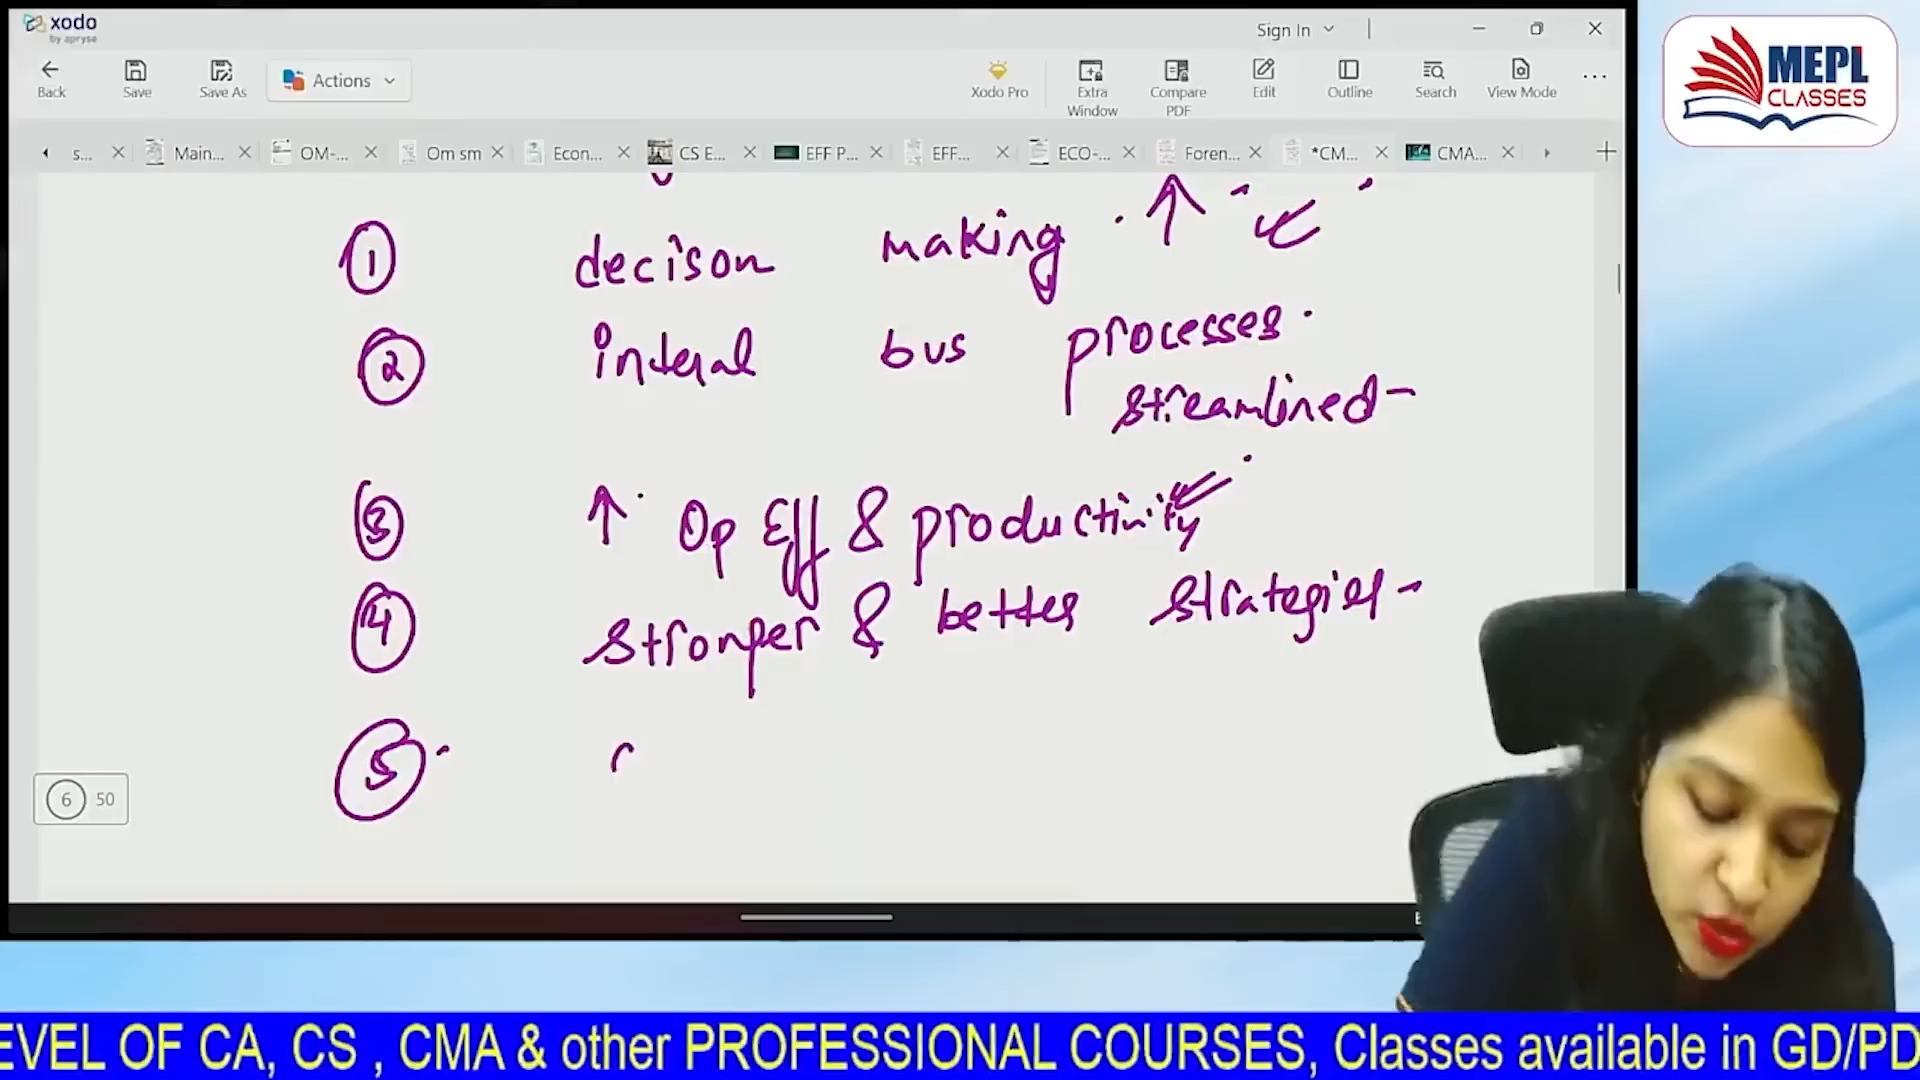 xodo
by apryse
Sign In
Back
Save
Save As
Actions
Xodo Pro
Extra Window
Compare PDF
Edit
Outline
Search
View Mode
s...
Main...
OM-...
Om sm
Econ...
CS E...
EFF P...
EFF...
ECO-...
Foren...
*CM...
CMA...
MEPL
CLASSES
1 decison making ↑
2 interal bus processes
streamlined
3 ↑ Op Eff & productivity
4 stronger & better strategies
5
6 50
EVEL OF CA, CS , CMA & other PROFESSIONAL COURSES, Classes available in GD/PD